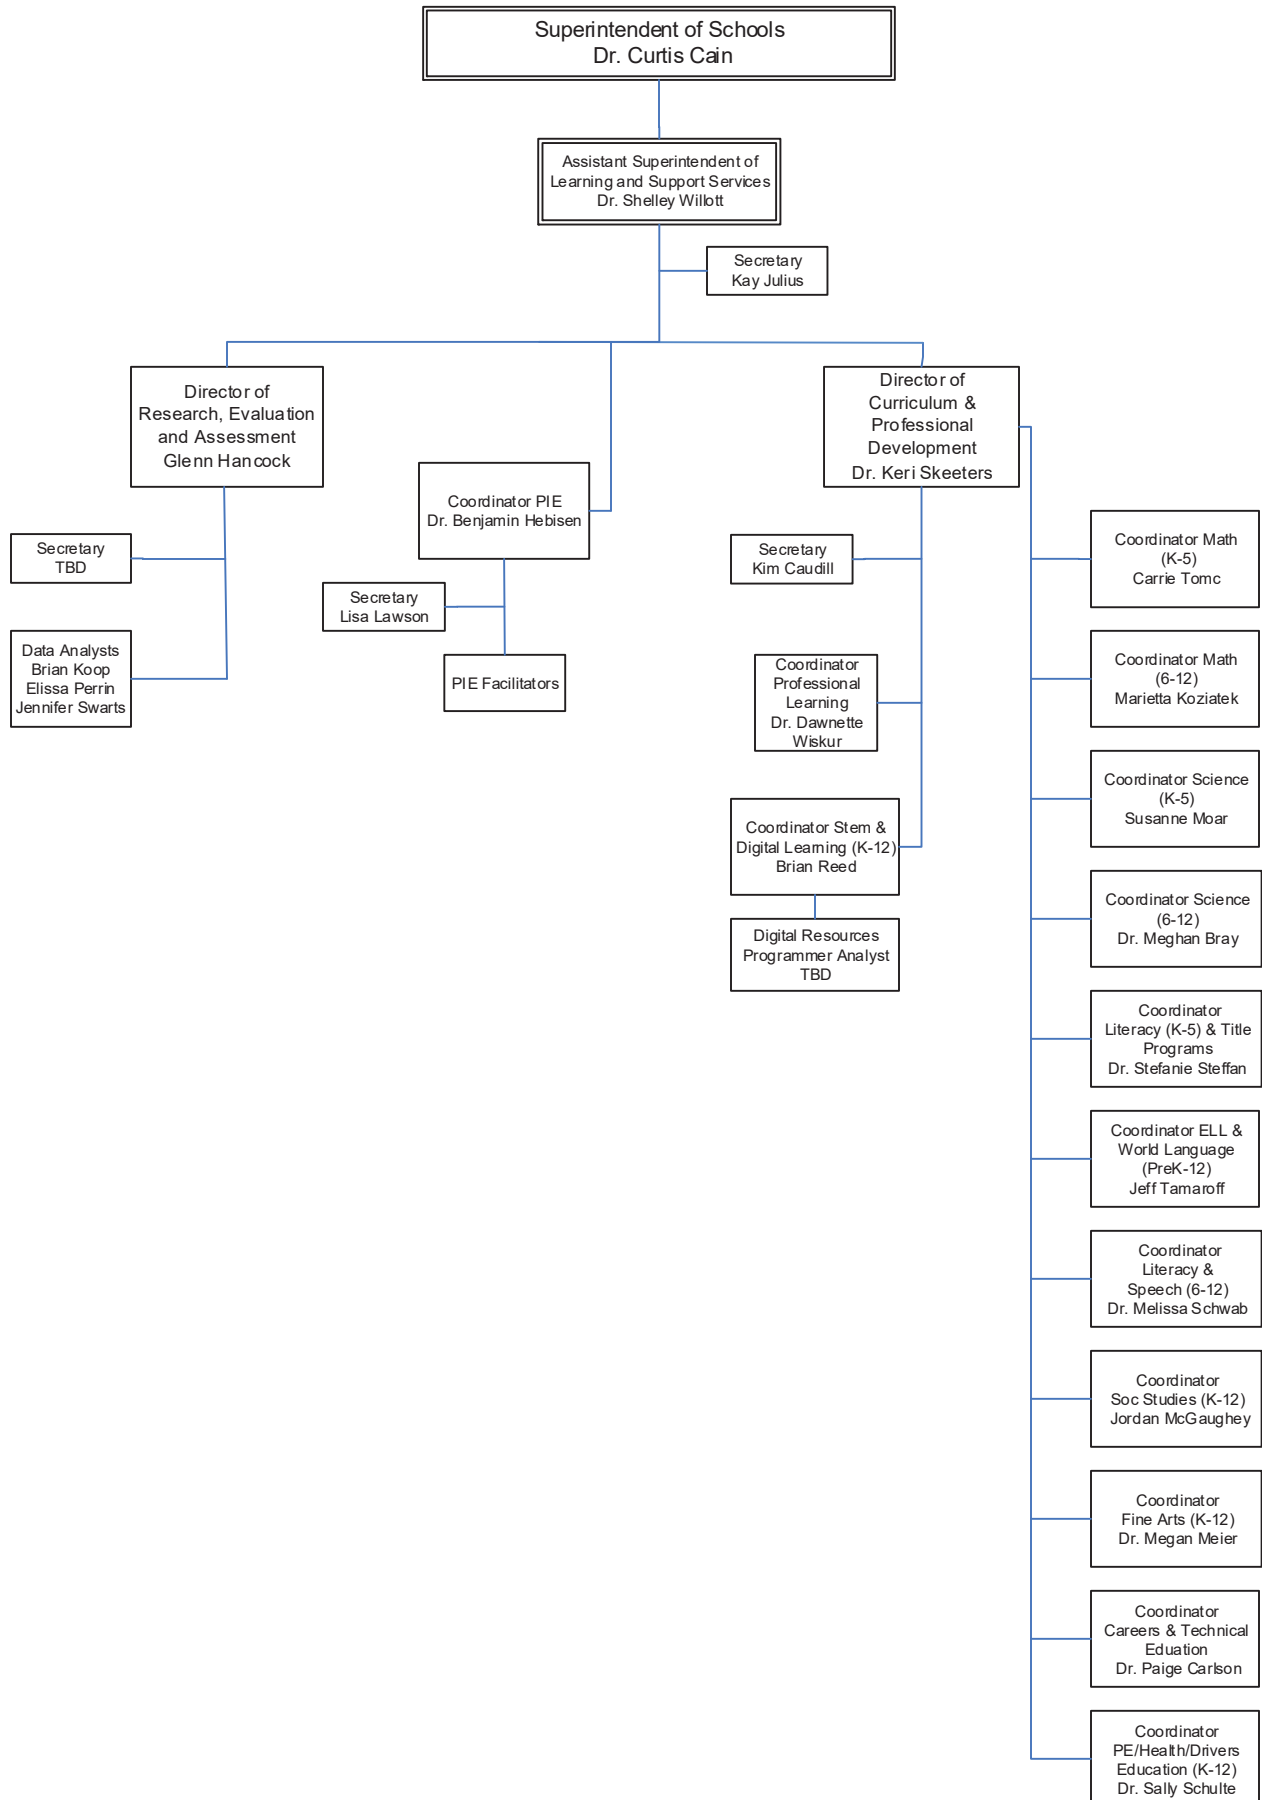 Superintendent of Schools
Dr. Curtis Cain
Assistant Superintendent of
Learning and Support Services
Dr. Shelley Willott
Secretary
Kay Julius
Director of
Research, Evaluation
and Assessment
Glenn Hancock
Secretary
TBD
Data Analysts
Brian Koop
Elissa Perrin
Jennifer Swarts
Coordinator PIE
Dr. Benjamin Hebisen
Secretary
Lisa Lawson
PIE Facilitators
Director of
Curriculum &
Professional
Development
Dr. Keri Skeeters
Secretary
Kim Caudill
Coordinator
Professional
Learning
Dr. Dawnette
Wiskur
Coordinator Stem &
Digital Learning (K-12)
Brian Reed
Digital Resources
Programmer Analyst
TBD
Coordinator Math
(K-5)
Carrie Tomc
Coordinator Math
(6-12)
Marietta Koziatek
Coordinator Science
(K-5)
Susanne Moar
Coordinator Science
(6-12)
Dr. Meghan Bray
Coordinator
Literacy (K-5) & Title
Programs
Dr. Stefanie Steffan
Coordinator ELL &
World Language
(PreK-12)
Jeff Tamaroff
Coordinator
Literacy &
Speech (6-12)
Dr. Melissa Schwab
Coordinator
Soc Studies (K-12)
Jordan McGaughey
Coordinator
Fine Arts (K-12)
Dr. Megan Meier
Coordinator
Careers & Technical
Eduation
Dr. Paige Carlson
Coordinator
PE/Health/Drivers
Education (K-12)
Dr. Sally Schulte